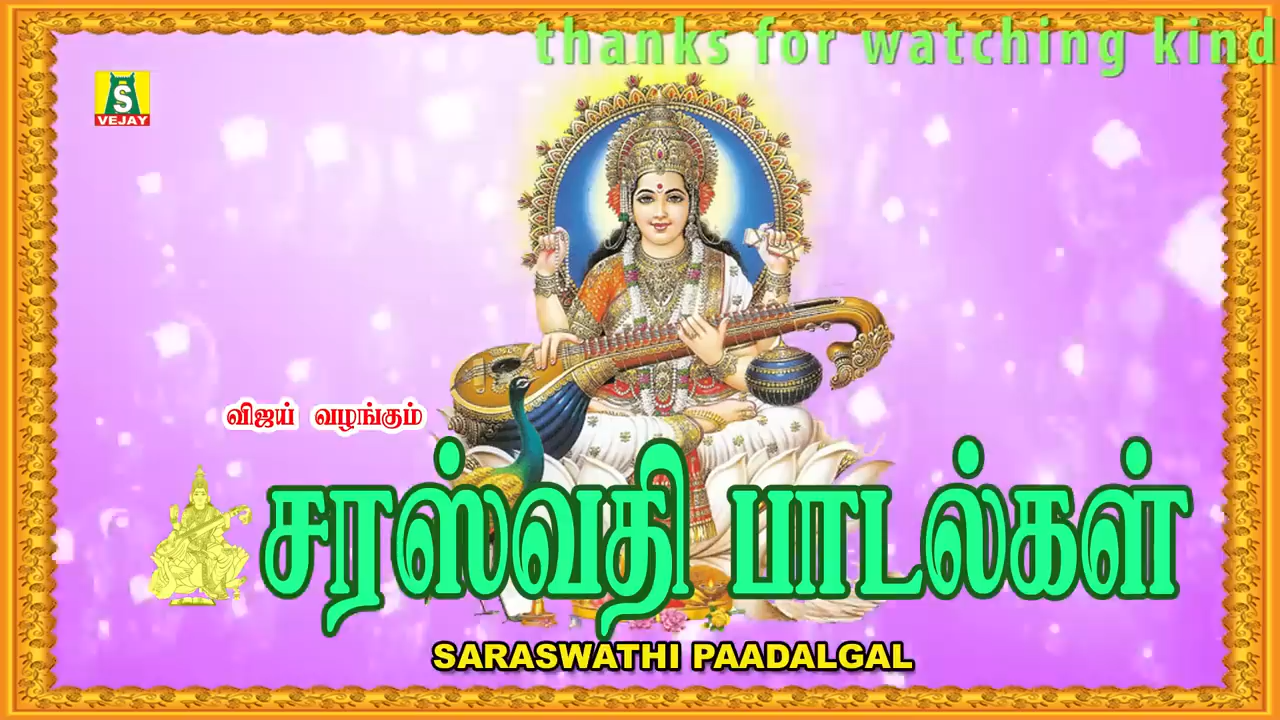 thanks for watching kind
S
VEJAY
விஜய் வழங்கும்
சரஸ்வதி பாடல்கள்
SARASWATHI PAADALGAL